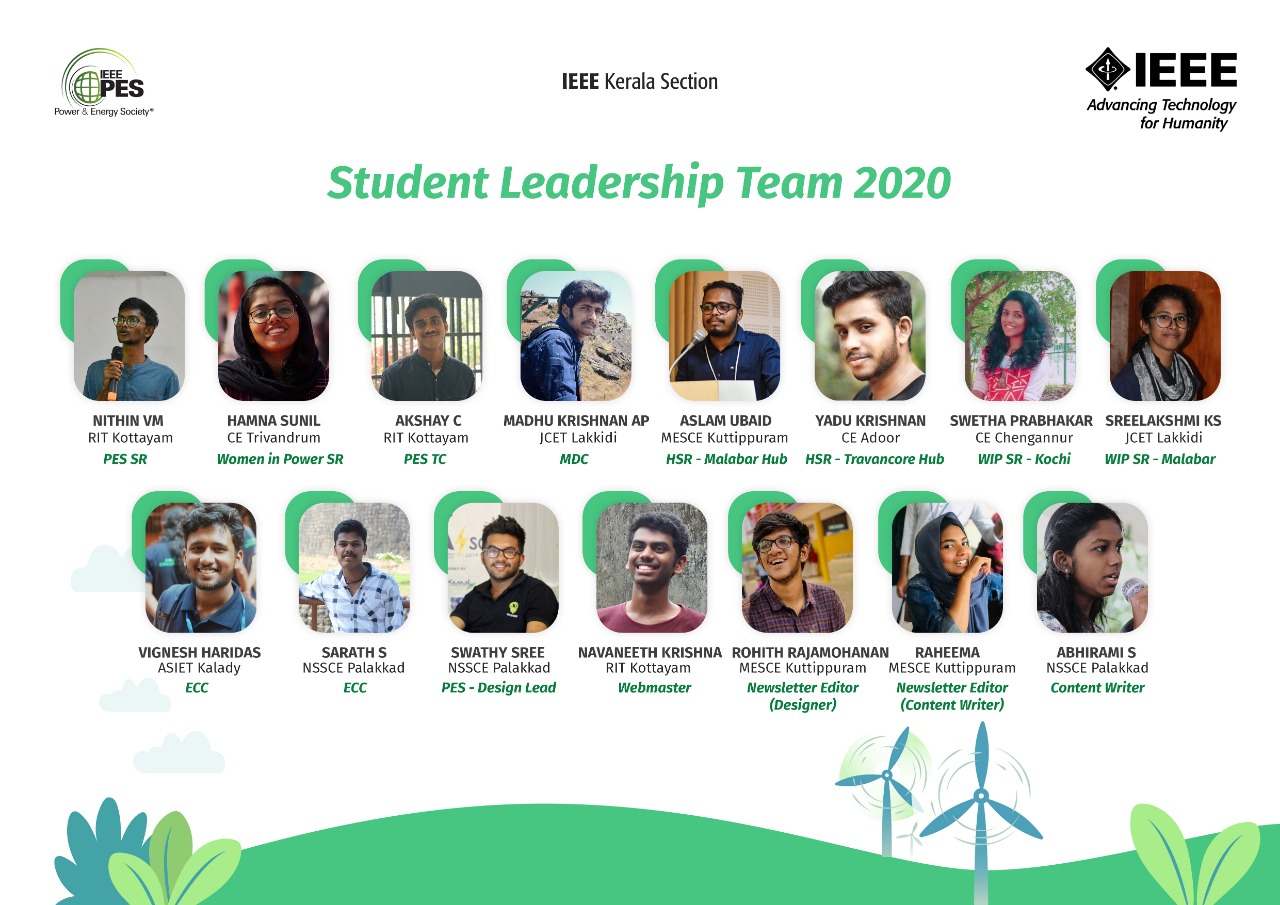 IEEE
PES
Power & Energy Society®
IEEE Kerala Section
IEEE
Advancing Technology
for Humanity
Student Leadership Team 2020
NITHIN VM
RIT Kottayam
PES SR
HAMNA SUNIL
CE Trivandrum
Women in Power SR
AKSHAY C
RIT Kottayam
PES TC
MADHU KRISHNAN AP
JCET Lakkidi
MDC
ASLAM UBAID
MESCE Kuttippuram
HSR - Malabar Hub
YADU KRISHNAN
CE Adoor
HSR - Travancore Hub
SWETHA PRABHAKAR
CE Chengannur
WIP SR - Kochi
SREELAKSHMI KS
JCET Lakkidi
WIP SR - Malabar
VIGNESH HARIDAS
ASIET Kalady
ECC
SARATH S
NSSCE Palakkad
ECC
SWATHY SREE
NSSCE Palakkad
PES - Design Lead
NAVANEETH KRISHNA
RIT Kottayam
Webmaster
ROHITH RAJAMOHANAN
MESCE Kuttippuram
Newsletter Editor
(Designer)
RAHEEMA
MESCE Kuttippuram
Newsletter Editor
(Content Writer)
ABHIRAMI S
NSSCE Palakkad
Content Writer